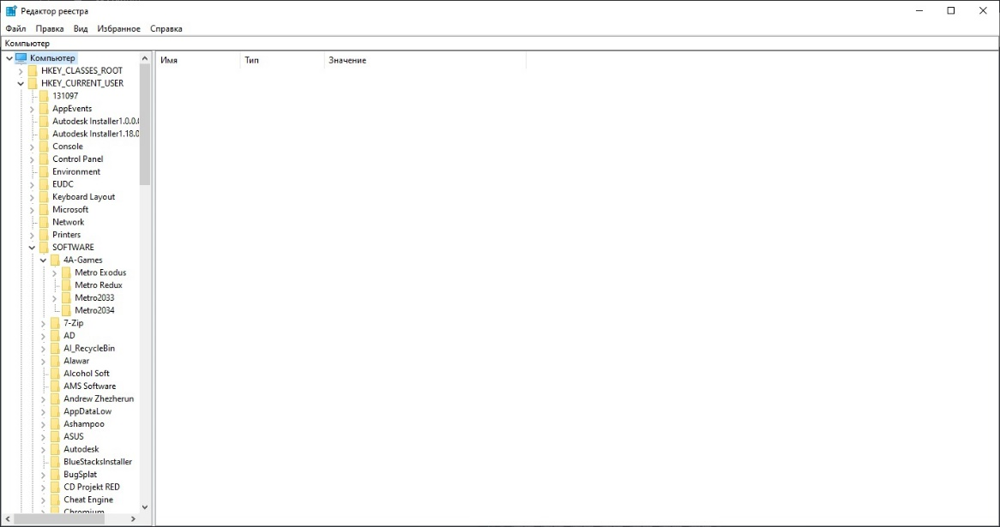 Редактор реестра
Файл Правка Вид Избранное Справка
Компьютер
Имя Тип Значение
Компьютер
HKEY_CLASSES_ROOT
HKEY_CURRENT_USER
131097
AppEvents
Autodesk Installer1.0.0.0
Autodesk Installer1.18.0
Console
Control Panel
Environment
EUDC
Keyboard Layout
Microsoft
Network
Printers
SOFTWARE
4A-Games
Metro Exodus
Metro Redux
Metro2033
Metro2034
7-Zip
AD
AI_RecycleBin
Alawar
Alcohol Soft
AMS Software
Andrew Zhezherun
AppDataLow
Ashampoo
ASUS
Autodesk
BlueStacksInstaller
BugSplat
CD Projekt RED
Cheat Engine
Chromium